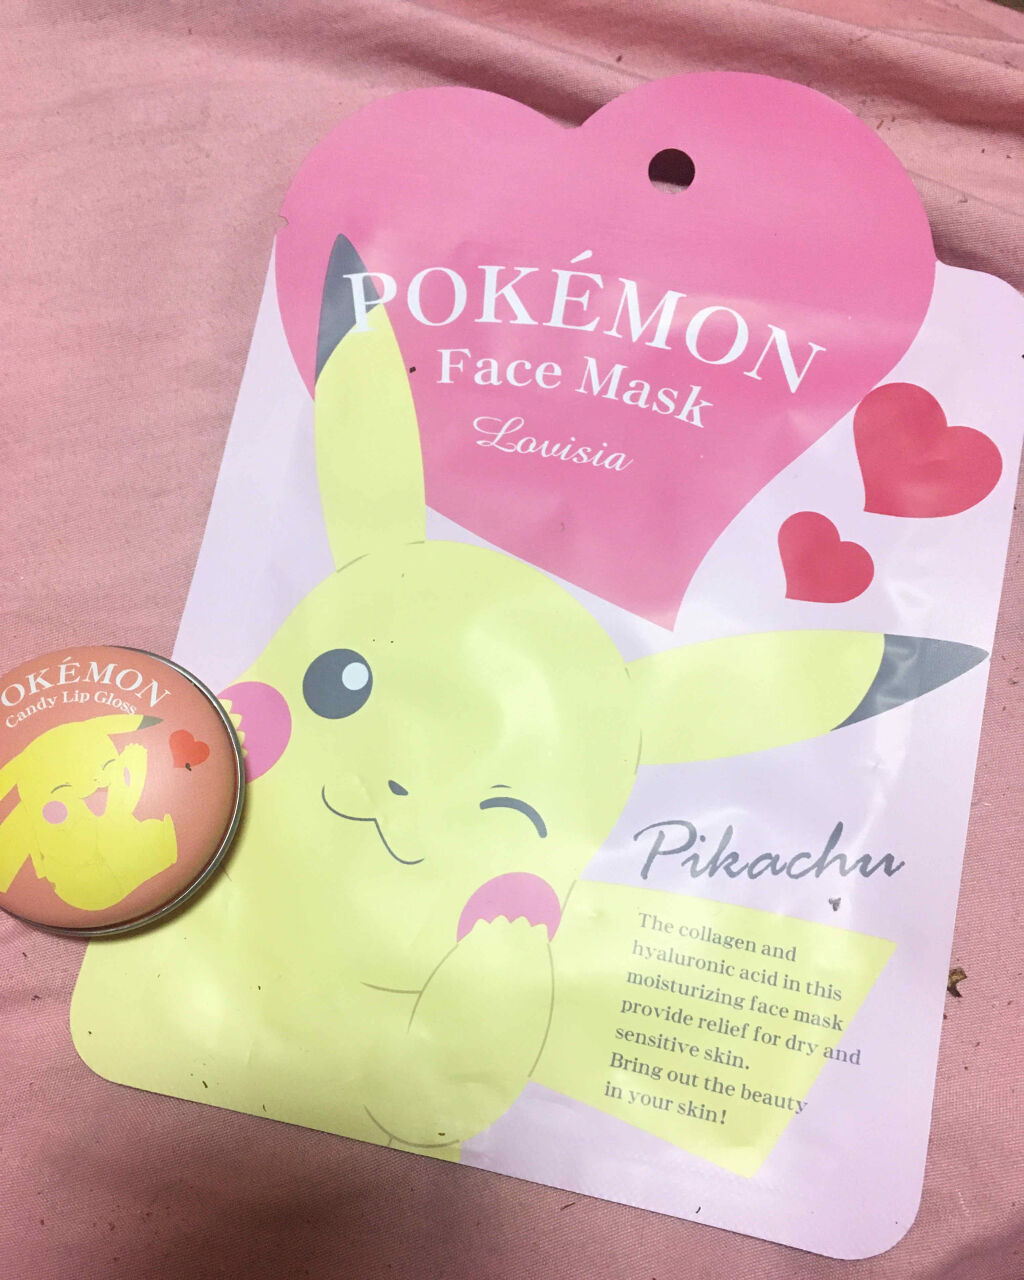 POKÉMON
Face Mask
Lovisia
Pikachu
The collagen and
hyaluronic acid in this
moisturizing face mask
provide relief for dry and
sensitive skin.
Bring out the beauty
in your skin!
OKÉMON
Candy Lip Gloss